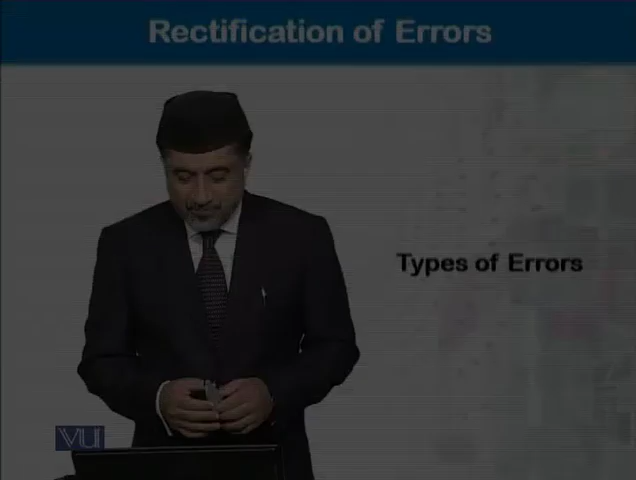 Rectification of Errors
Types of Errors
VU